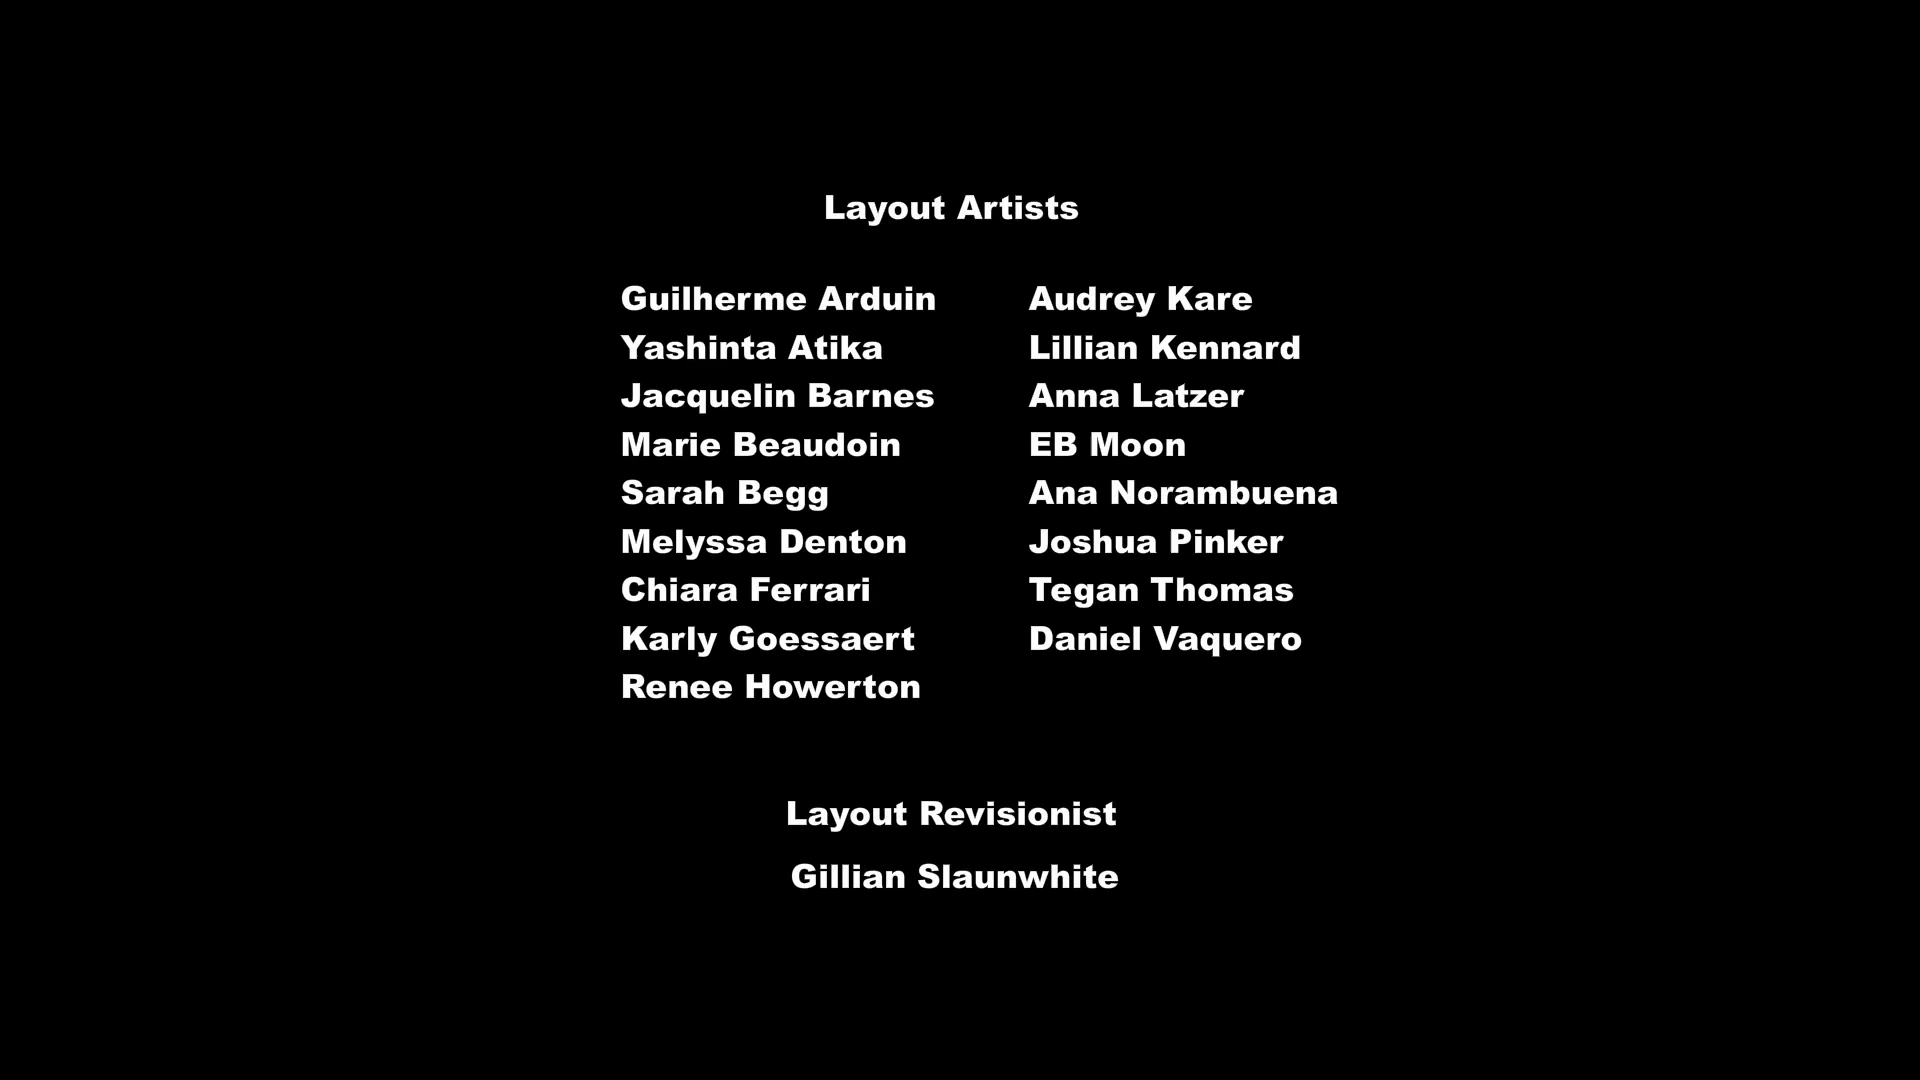 Layout Artists
Guilherme Arduin
Yashinta Atika
Jacquelin Barnes
Marie Beaudoin
Sarah Begg
Melyssa Denton
Chiara Ferrari
Karly Goessaert
Renee Howerton
Audrey Kare
Lillian Kennard
Anna Latzer
EB Moon
Ana Norambuena
Joshua Pinker
Tegan Thomas
Daniel Vaquero
Layout Revisionist
Gillian Slaunwhite